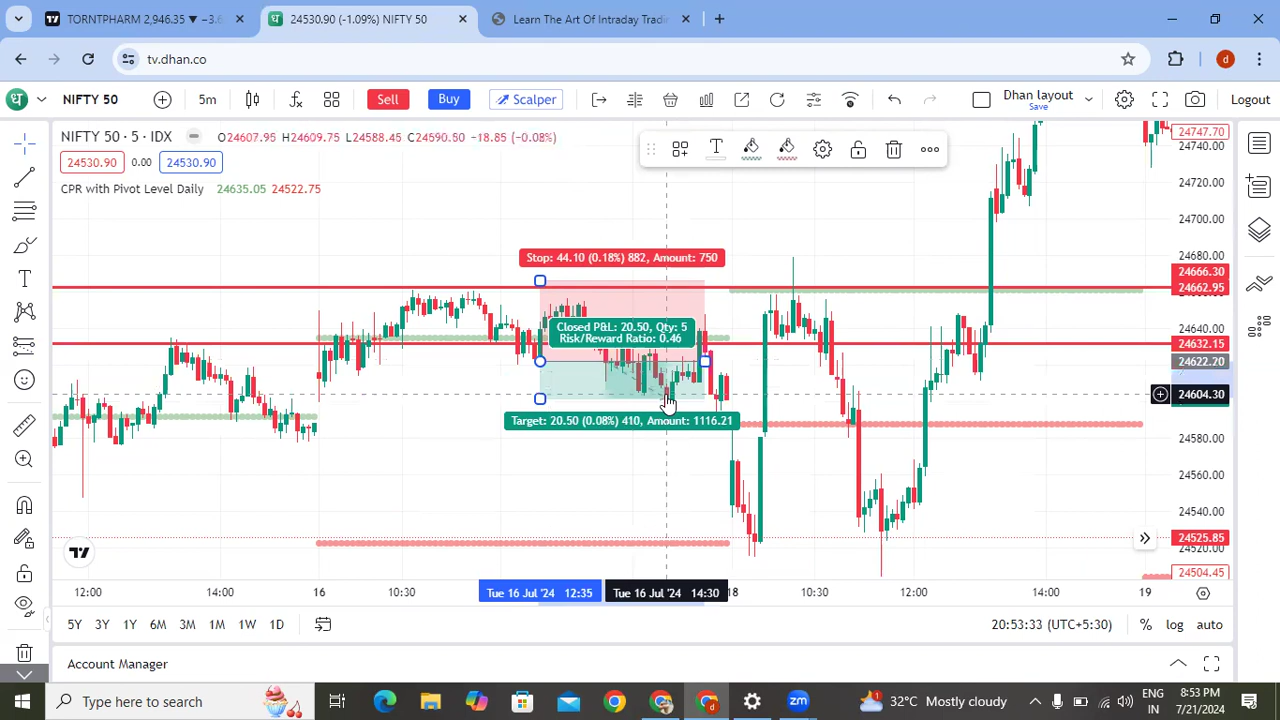 TORNTPHARM 2,946.35 ▼ −3.6
24530.90 (-1.09%) NIFTY 50
Learn The Art Of Intraday Tradin
tv.dhan.co
NIFTY 50
5m
Sell
Buy
Scalper
Dhan layout
Save
Logout
NIFTY 50 · 5 · IDX
O24607.95 H24609.75 L24588.45 C24590.50 −18.85 (−0.08%)
24530.90 0.00 24530.90
CPR with Pivot Level Daily 24635.05 24522.75
Stop: 44.10 (0.18%) 882, Amount: 750
Closed P&L: 20.50, Qty: 5
Risk/Reward Ratio: 0.46
Target: 20.50 (0.08%) 410, Amount: 1116.21
24747.70
24740.00
24720.00
24700.00
24680.00
24666.30
24662.95
24640.00
24632.15
24622.70
24604.30
24580.00
24560.00
24540.00
24525.85
24520.00
24504.45
12:00
14:00
16
10:30
Tue 16 Jul '24 12:35
Tue 16 Jul '24 14:30
18
10:30
12:00
14:00
19
5Y 3Y 1Y 6M 3M 1M 1W 1D
20:53:33 (UTC+5:30)
% log auto
Account Manager
Type here to search
32°C Mostly cloudy
ENG
IN
8:53 PM
7/21/2024